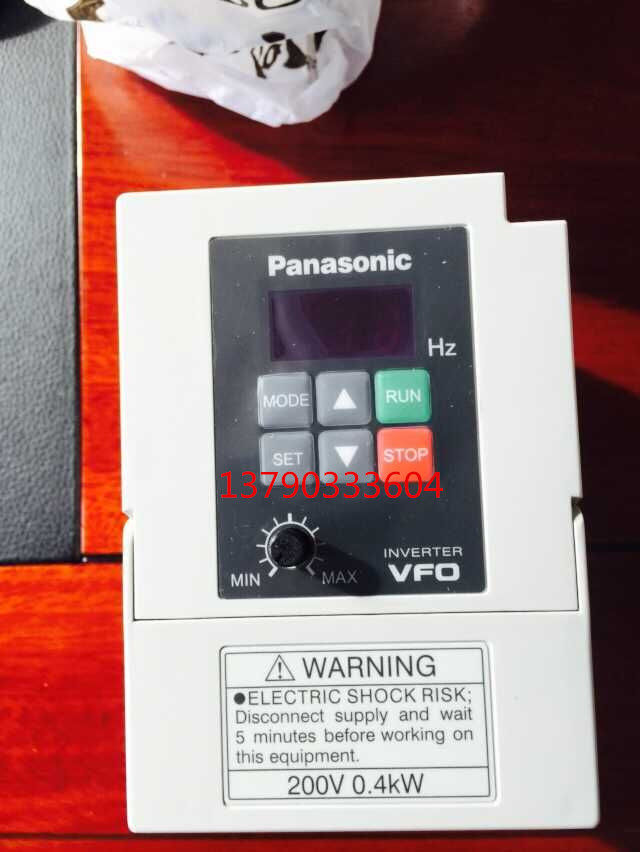 Panasonic
Hz
MODE ▲ RUN
SET ▼ STOP
13790333604
MIN MAX
INVERTER
VF0
⚠ WARNING
●ELECTRIC SHOCK RISK;
Disconnect supply and wait
5 minutes before working on
this equipment.
200V 0.4kW